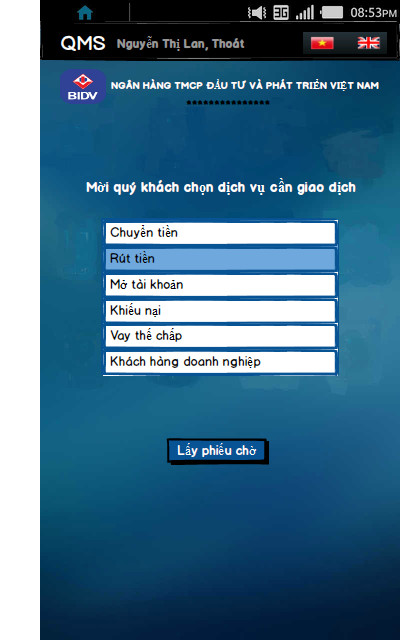 3G 08:53PM
QMS Nguyễn Thị Lan, Thoát
BIDV
NGÂN HÀNG TMCP ĐẦU TƯ VÀ PHÁT TRIỂN VIỆT NAM
***************
Mời quý khách chọn dịch vụ cần giao dịch
Chuyển tiền
Rút tiền
Mở tài khoản
Khiếu nại
Vay thế chấp
Khách hàng doanh nghiệp
Lấy phiếu chờ